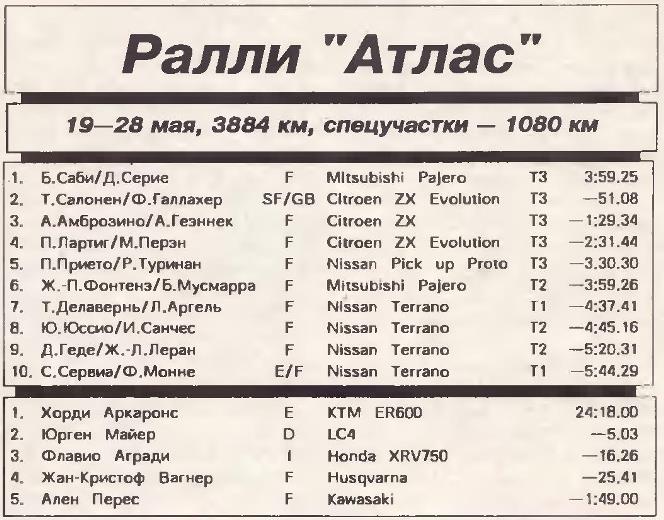 Ралли "Атлас"
19—28 мая, 3884 км, спецучастки — 1080 км
1. Б.Саби/Д.Серие F Mitsubishi Pajero T3 3:59.25
2. Т.Салонен/Ф.Галлахер SF/GB Citroen ZX Evolution T3 —51.08
3. А.Амброзино/А.Геэннек F Citroen ZX T3 —1:29.34
4. П.Лартиг/М.Перэн F Citroen ZX Evolution T3 —2:31.44
5. П.Прието/Р.Туринан F Nissan Pick up Proto T3 —3.30.30
6. Ж.-П.Фонтенэ/Б.Мусмарра F Mitsubishi Pajero T2 —3:59.26
7. Т.Делавернь/Л.Аргель F Nissan Terrano T1 —4:37.41
8. Ю.Юссио/И.Санчес F Nissan Terrano T2 —4:45.16
9. Д.Геде/Ж.-Л.Леран F Nissan Terrano T2 —5:20.31
10. С.Сервиа/Ф.Монне E/F Nissan Terrano T1 —5:44.29
1. Хорди Аркаронс E KTM ER600 24:18.00
2. Юрген Майер D LC4 —5.03
3. Флавио Агради I Honda XRV750 —16.26
4. Жан-Кристоф Вагнер F Husqvarna —25.41
5. Ален Перес F Kawasaki —1:49.00